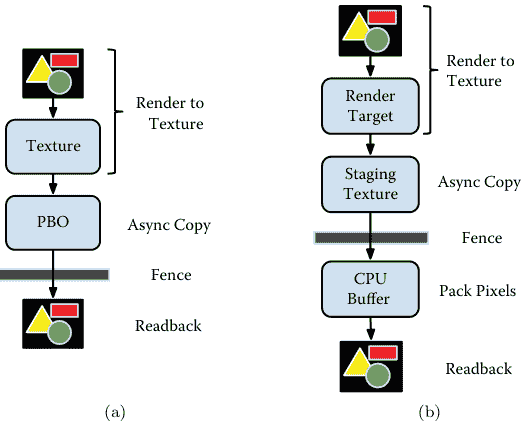 Texture
PBO
Render to
Texture
Async Copy
Fence
Readback
(a)
Render
Target
Staging
Texture
CPU
Buffer
Render to
Texture
Async Copy
Fence
Pack Pixels
Readback
(b)